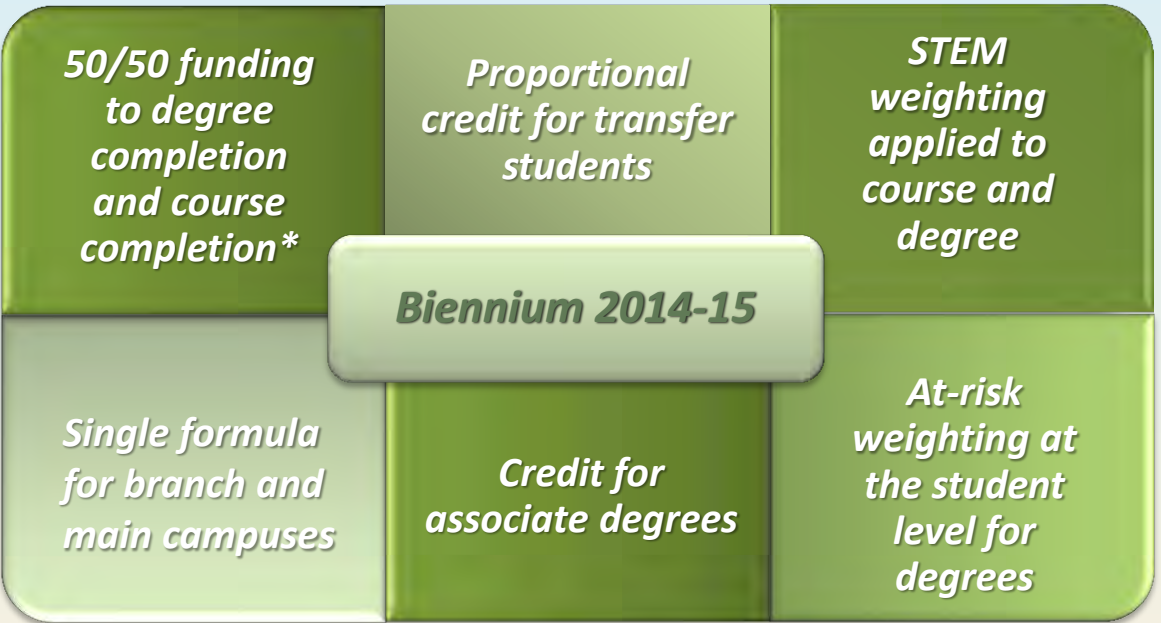 50/50 funding
to degree
completion
and course
completion*
Proportional
credit for transfer
students
STEM
weighting
applied to
course and
degree
Biennium 2014-15
Single formula
for branch and
main campuses
Credit for
associate degrees
At-risk
weighting at
the student
level for
degrees